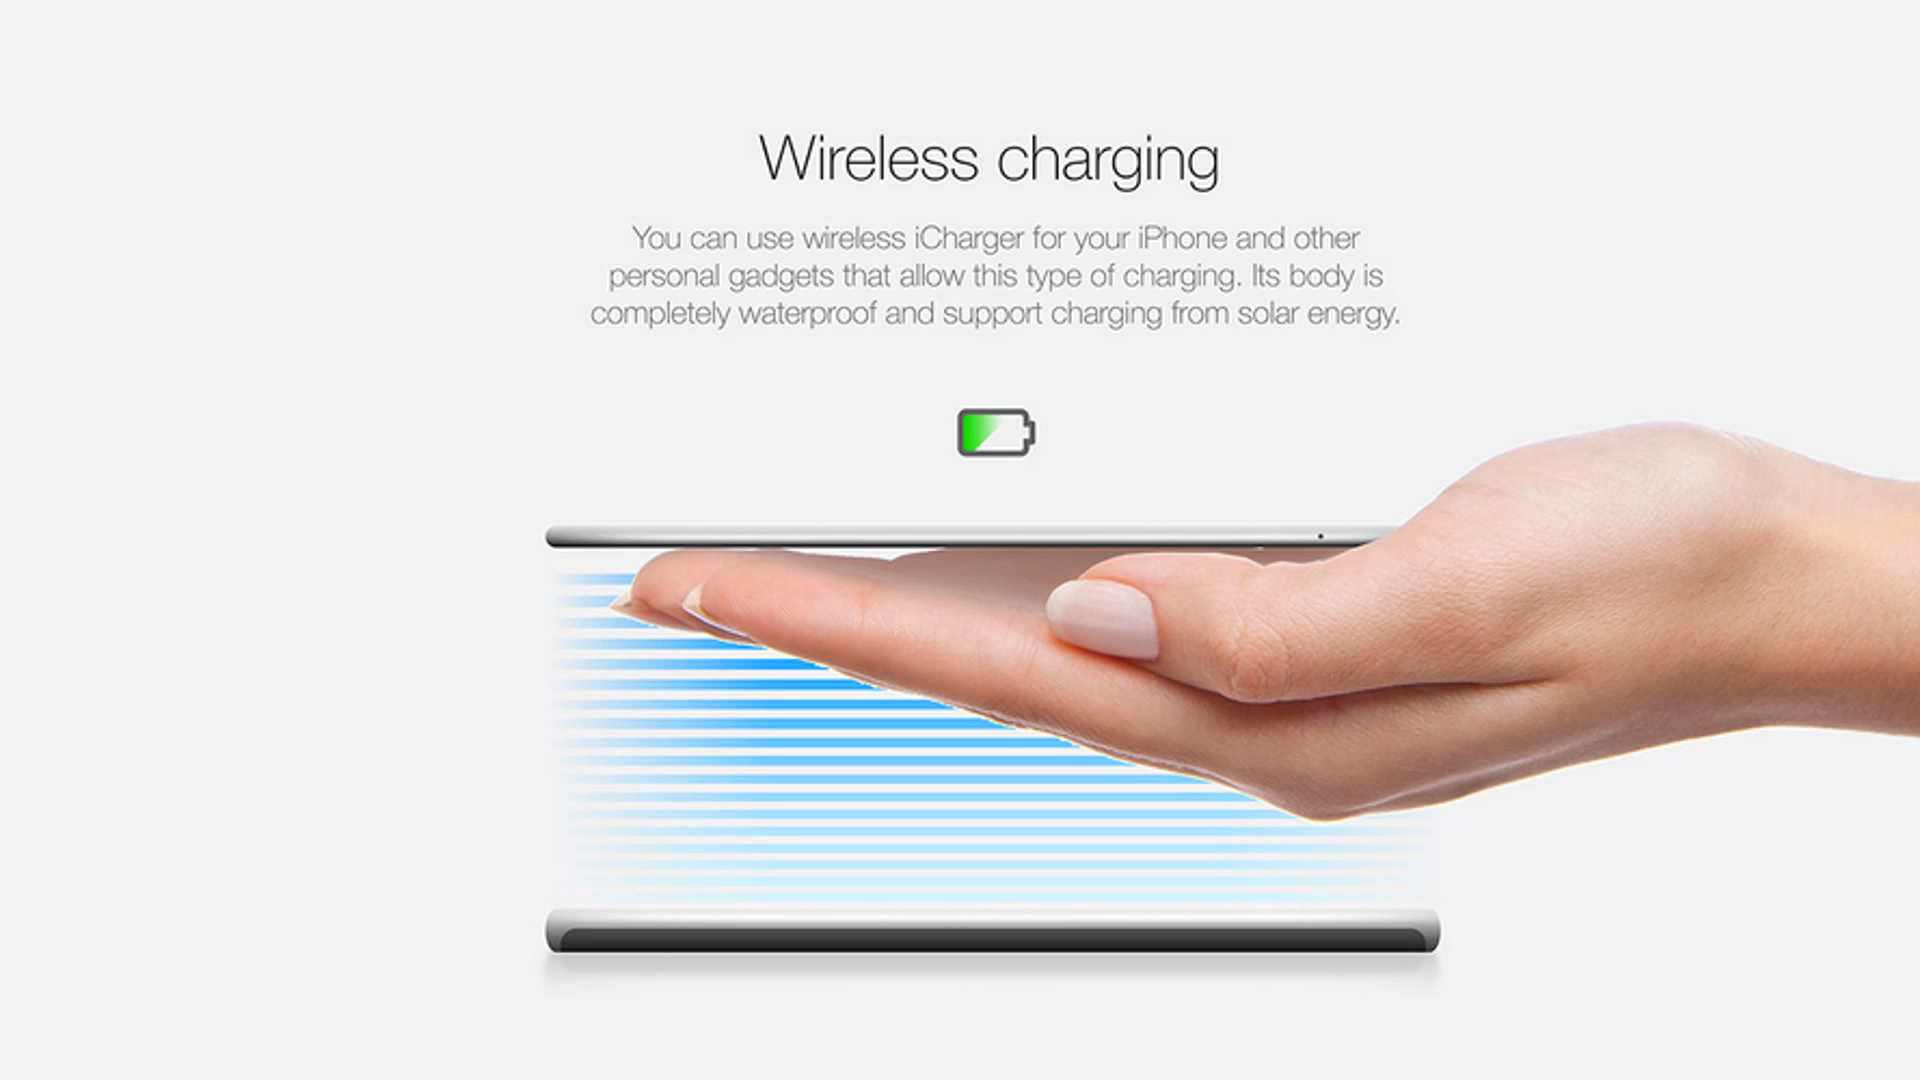 Wireless charging
You can use wireless iCharger for your iPhone and other
personal gadgets that allow this type of charging. Its body is
completely waterproof and support charging from solar energy.